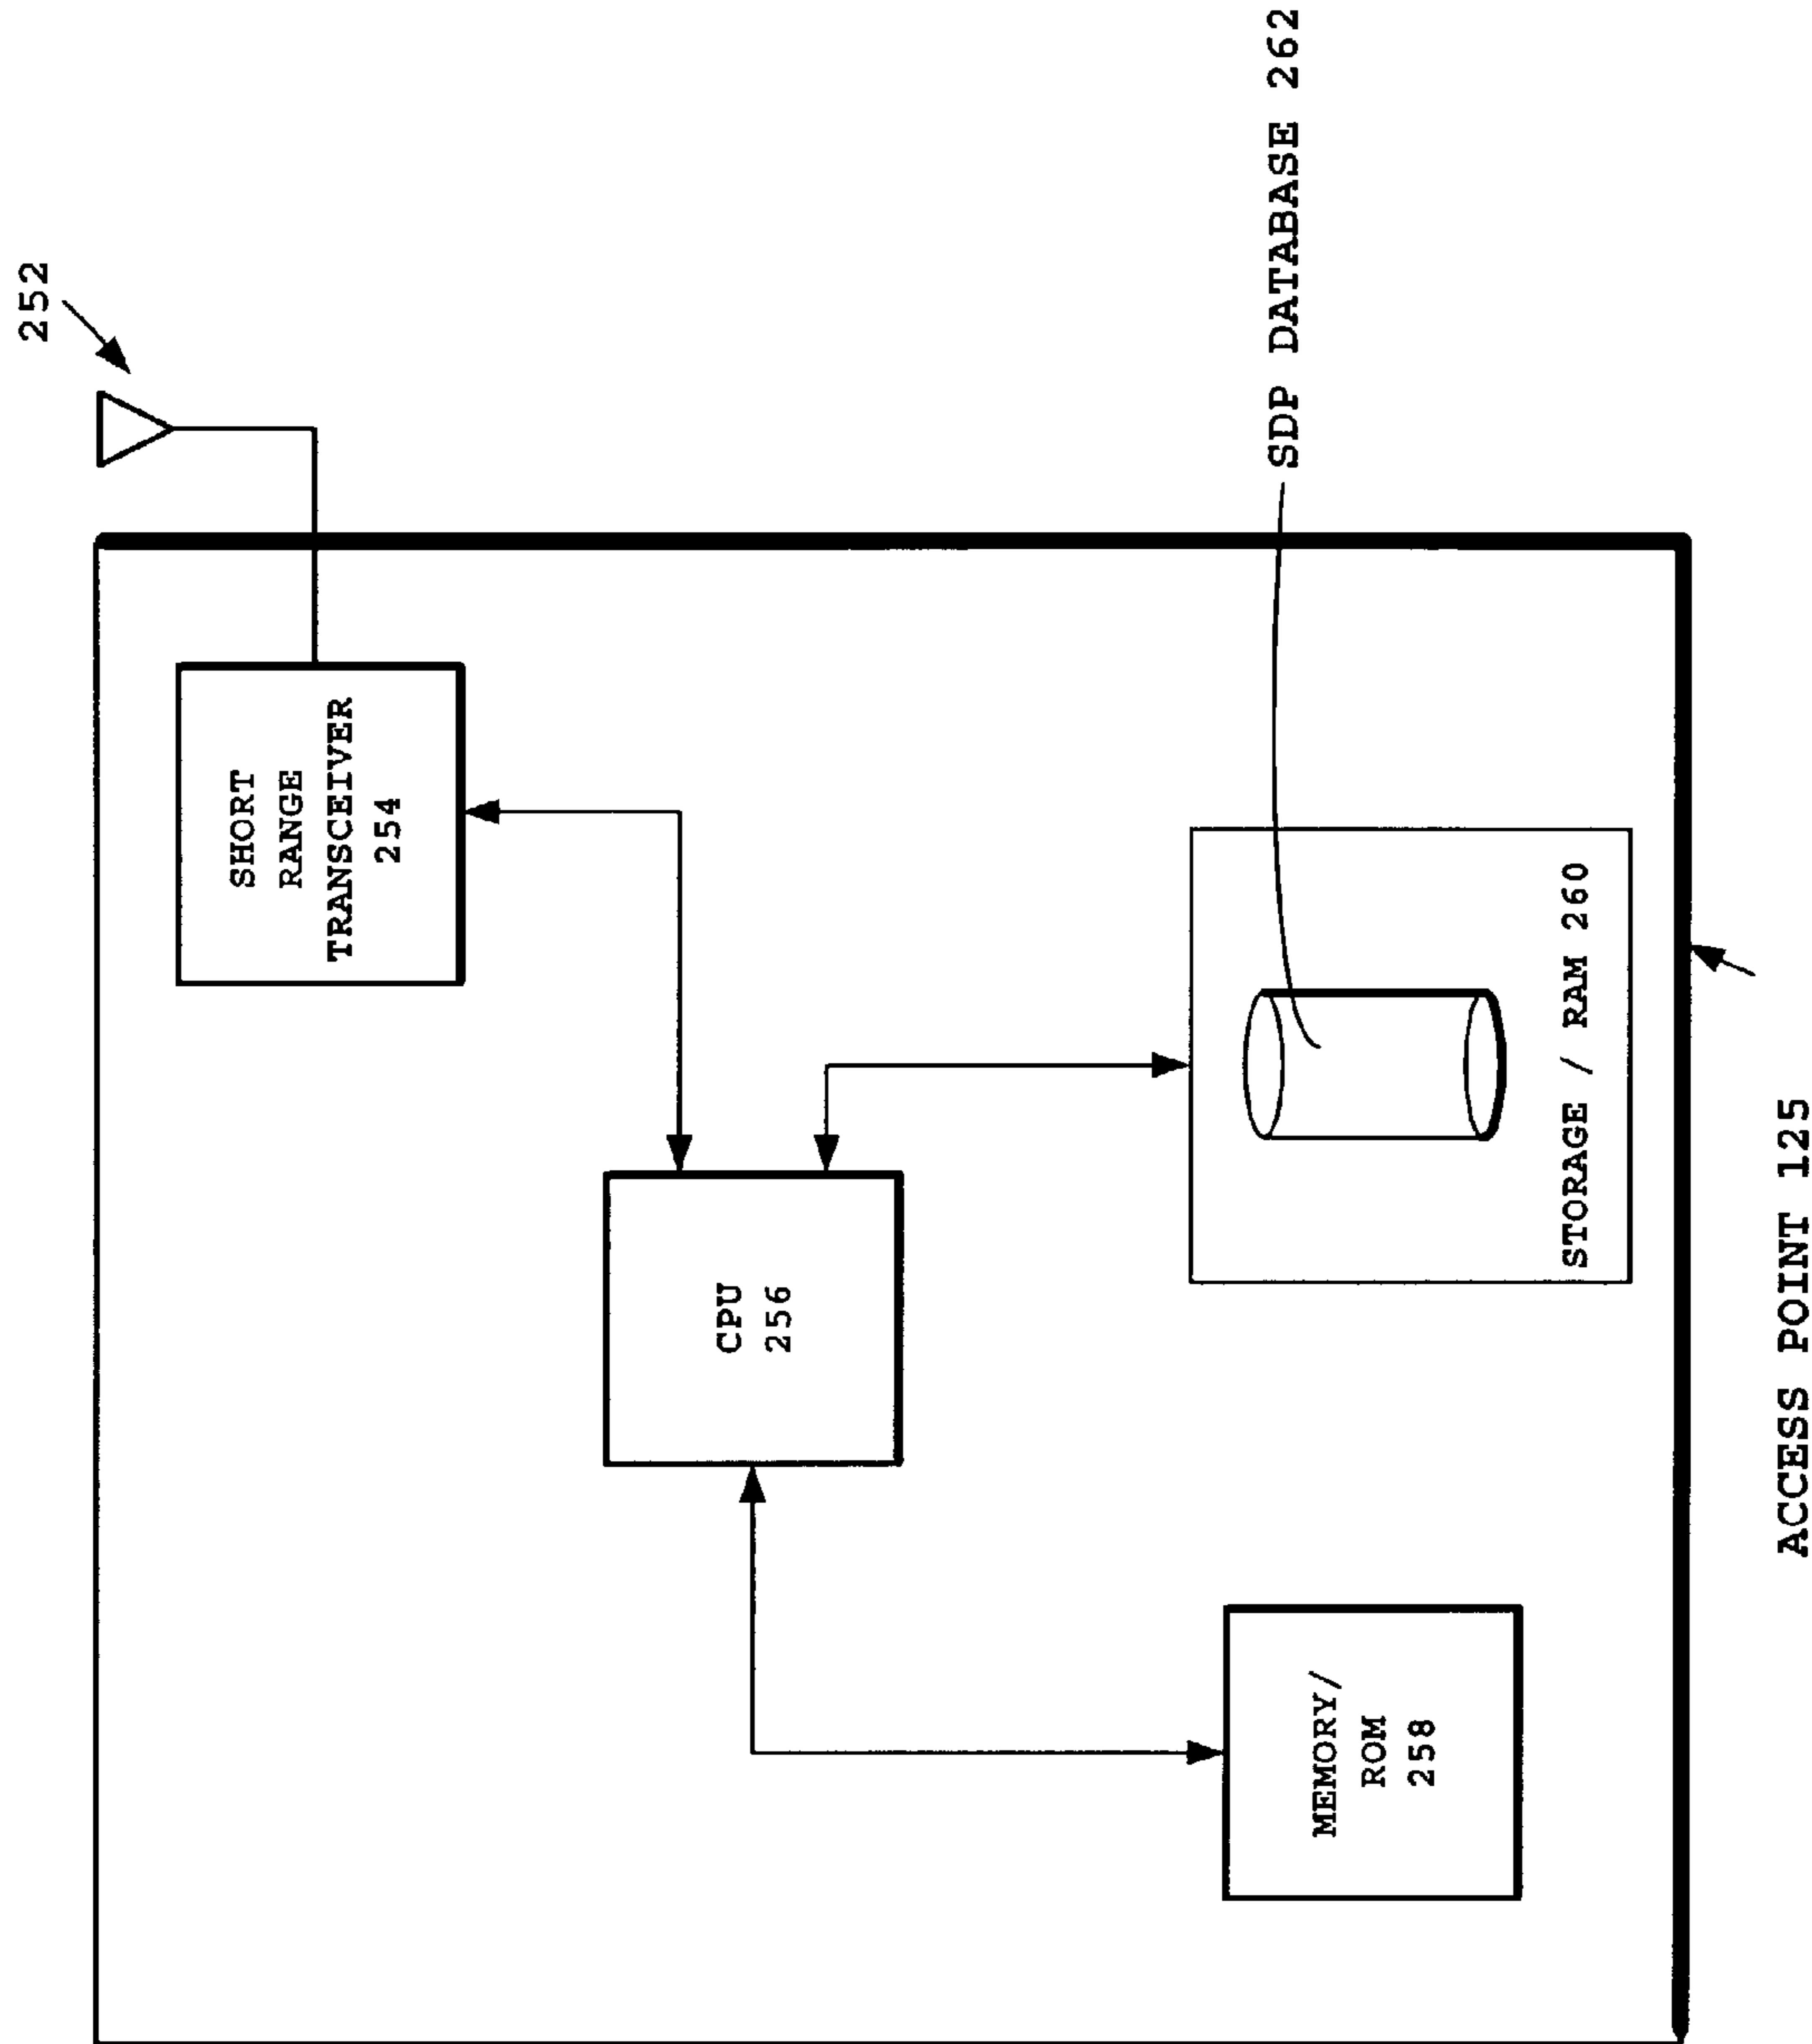 252
SHORT
RANGE
TRANSCEIVER
254
CPU
256
SDP DATABASE 262
MEMORY/
ROM
258
STORAGE / RAM 260
ACCESS POINT 125